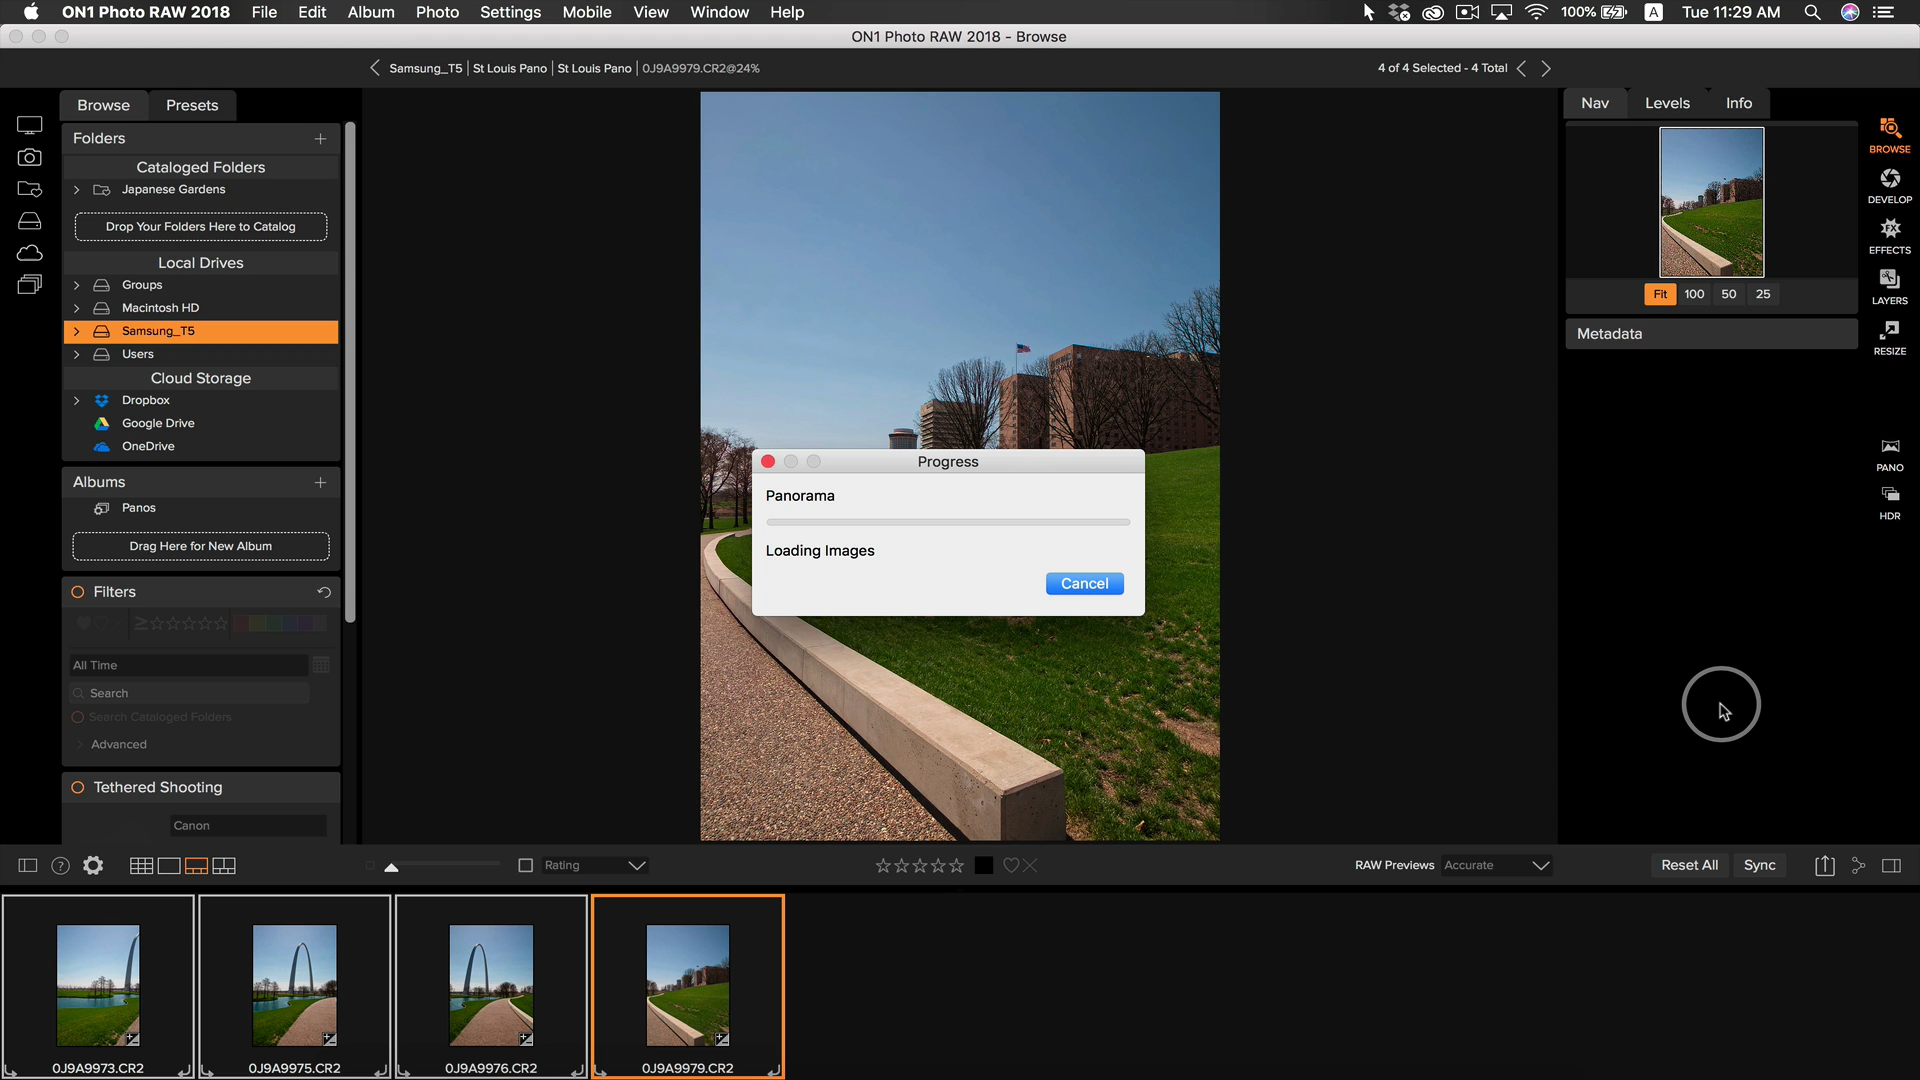 ON1 Photo RAW 2018 File Edit Album Photo Settings Mobile View Window Help 100% A Tue 11:29 AM
ON1 Photo RAW 2018 - Browse
Samsung_T5 | St Louis Pano | St Louis Pano | 0J9A9979.CR2@24%
4 of 4 Selected - 4 Total
Browse Presets
Folders
Cataloged Folders
Japanese Gardens
Drop Your Folders Here to Catalog
Local Drives
Groups
Macintosh HD
Samsung_T5
Users
Cloud Storage
Dropbox
Google Drive
OneDrive
Albums
Panos
Drag Here for New Album
Filters
All Time
Search
Search Cataloged Folders
Advanced
Tethered Shooting
Canon
Progress
Panorama
Loading Images
Cancel
Nav Levels Info
Fit 100 50 25
Metadata
BROWSE
DEVELOP
FX
EFFECTS
LAYERS
RESIZE
PANO
HDR
? Rating
RAW Previews Accurate
Reset All Sync
0J9A9973.CR2 0J9A9975.CR2 0J9A9976.CR2 0J9A9979.CR2